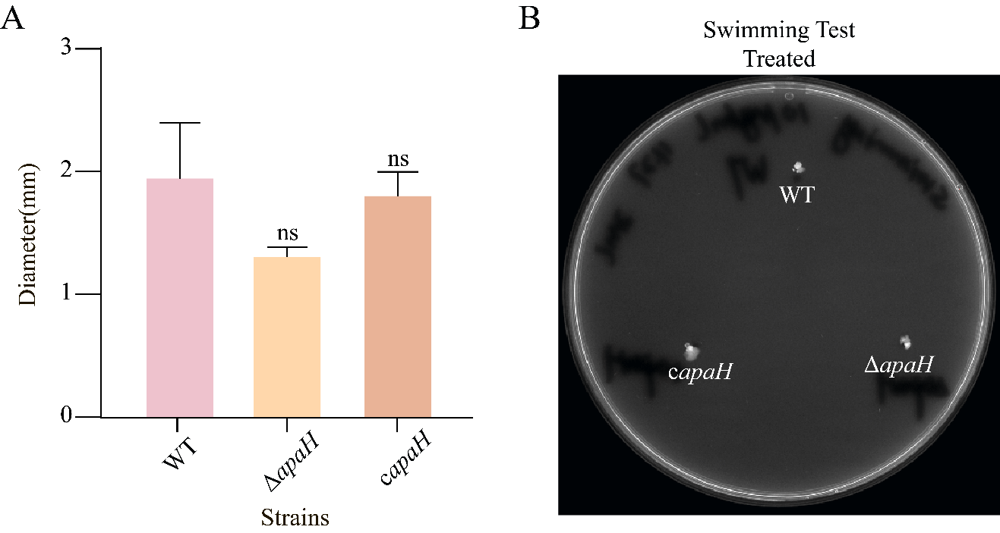 A
3
2
1
0
Diameter(mm)
ns
ns
WT
ΔapaH
capaH
Strains
B
Swimming Test
Treated
WT
capaH
ΔapaH